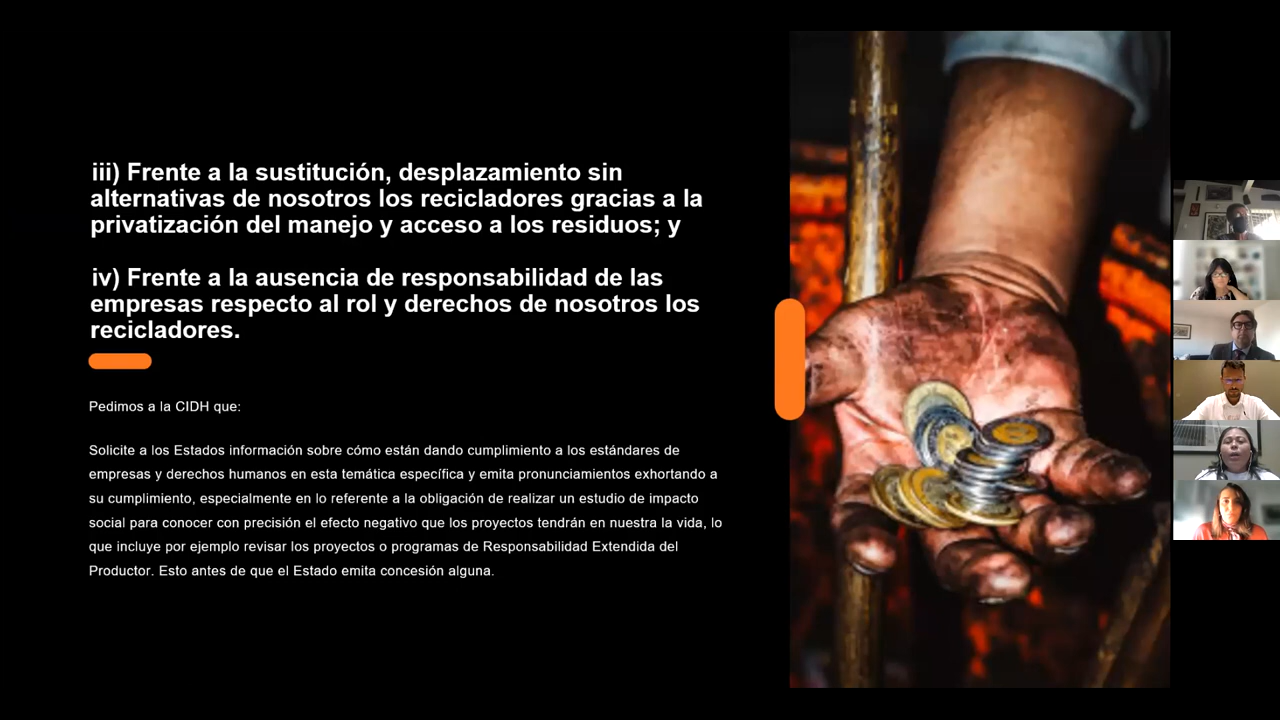 iii) Frente a la sustitución, desplazamiento sin
alternativas de nosotros los recicladores gracias a la
privatización del manejo y acceso a los residuos; y
iv) Frente a la ausencia de responsabilidad de las
empresas respecto al rol y derechos de nosotros los
recicladores.
Pedimos a la CIDH que:
Solicite a los Estados información sobre cómo están dando cumplimiento a los estándares de
empresas y derechos humanos en esta temática específica y emita pronunciamientos exhortando a
su cumplimiento, especialmente en lo referente a la obligación de realizar un estudio de impacto
social para conocer con precisión el efecto negativo que los proyectos tendrán en nuestra la vida, lo
que incluye por ejemplo revisar los proyectos o programas de Responsabilidad Extendida del
Productor. Esto antes de que el Estado emita concesión alguna.